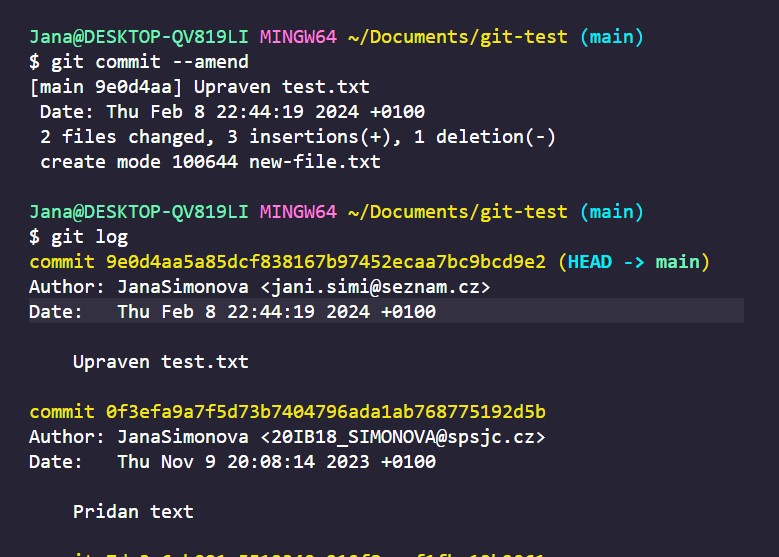 Jana@DESKTOP-QV819LI MINGW64 ~/Documents/git-test (main)
$ git commit --amend
[main 9e0d4aa] Upraven test.txt
 Date: Thu Feb 8 22:44:19 2024 +0100
 2 files changed, 3 insertions(+), 1 deletion(-)
 create mode 100644 new-file.txt
Jana@DESKTOP-QV819LI MINGW64 ~/Documents/git-test (main)
$ git log
commit 9e0d4aa5a85dcf838167b97452ecaa7bc9bcd9e2 (HEAD -> main)
Author: JanaSimonova <jani.simi@seznam.cz>
Date:   Thu Feb 8 22:44:19 2024 +0100
    Upraven test.txt
commit 0f3efa9a7f5d73b7404796ada1ab768775192d5b
Author: JanaSimonova <20IB18_SIMONOVA@spsjc.cz>
Date:   Thu Nov 9 20:08:14 2023 +0100
    Pridan text